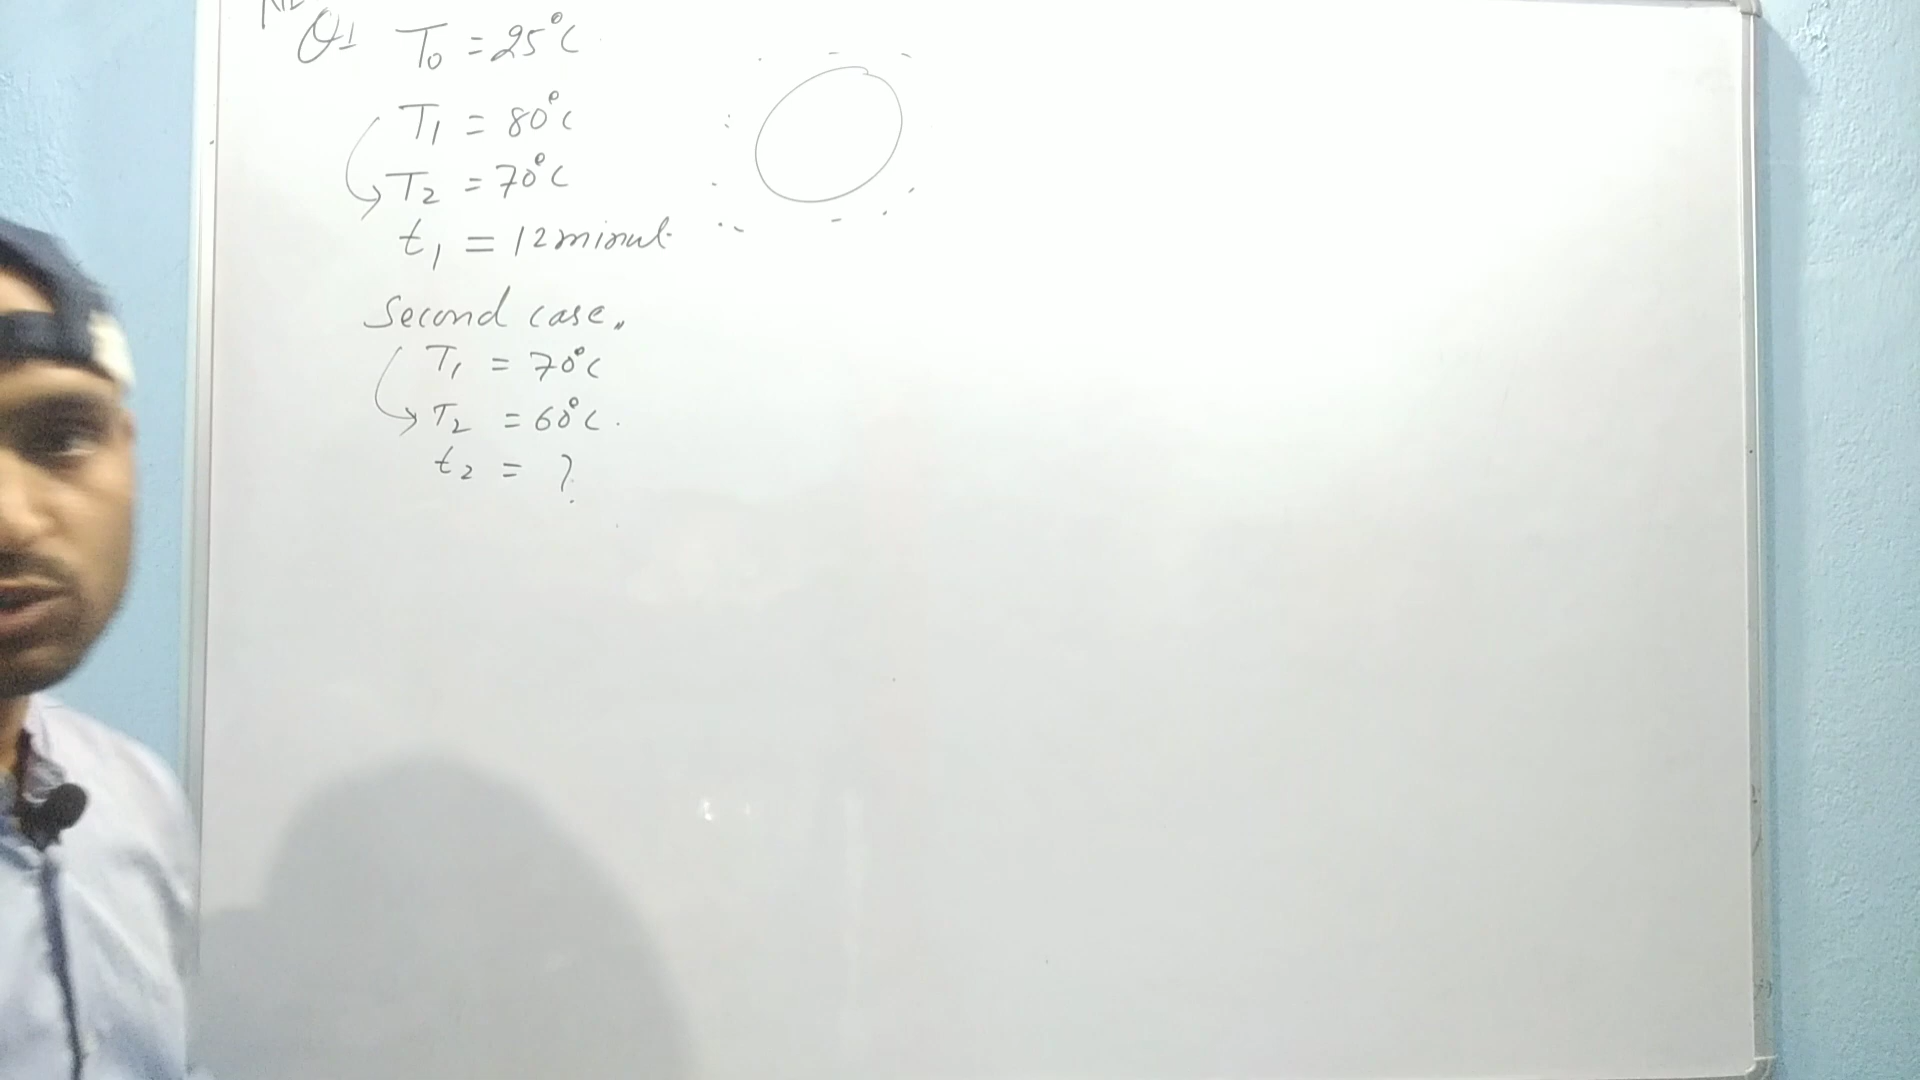 Q1 T₀ = 25°C
T₁ = 80°C
T₂ = 70°C
t₁ = 12 minut.
Second case,
T₁ = 70°C
T₂ = 60°C.
t₂ = ?